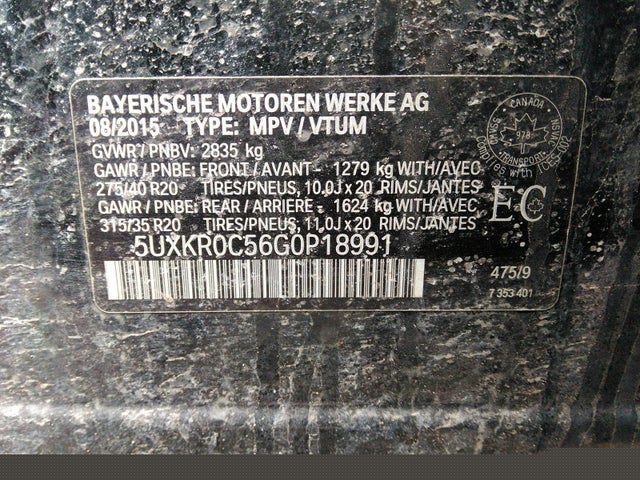 BAYERISCHE MOTOREN WERKE AG
08/2015 TYPE: MPV / VTUM
GVWR / PNBV: 2835 kg
GAWR / PNBE: FRONT / AVANT - 1279 kg WITH/AVEC
275/40 R20 TIRES/PNEUS, 10.0J x 20 RIMS/JANTES
GAWR / PNBE: REAR / ARRIERE - 1624 kg WITH/AVEC
315/35 R20 TIRES/PNEUS, 11.0J x 20 RIMS/JANTES
5UXKR0C56G0P18991
CANADA
978
TRANSPORT
EC
475/9
7 353 401